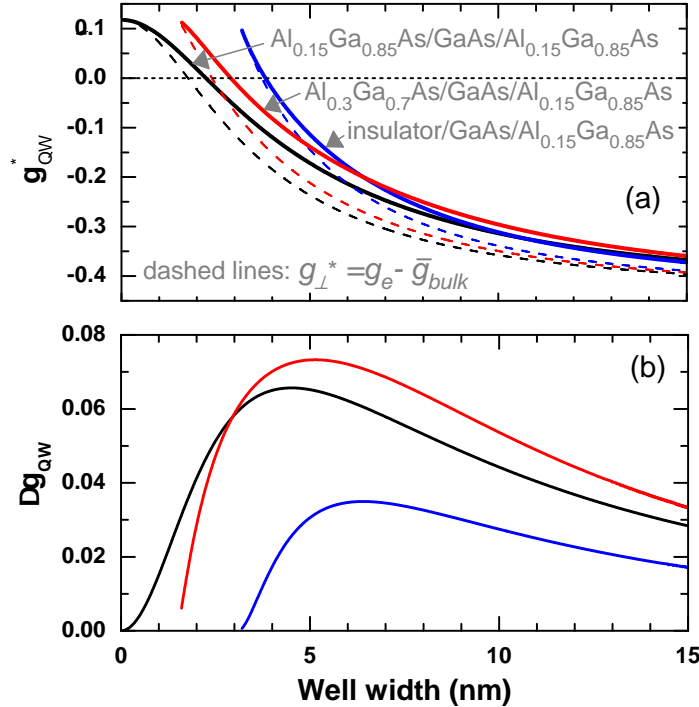 0.1
0.0
-0.1
-0.2
-0.3
-0.4
g*QW
Al0.15Ga0.85As/GaAs/Al0.15Ga0.85As
Al0.3Ga0.7As/GaAs/Al0.15Ga0.85As
insulator/GaAs/Al0.15Ga0.85As
(a)
dashed lines: g⊥* =ge- ḡbulk
0.08
0.06
0.04
0.02
0.00
DgQW
(b)
0 5 10 15
Well width (nm)